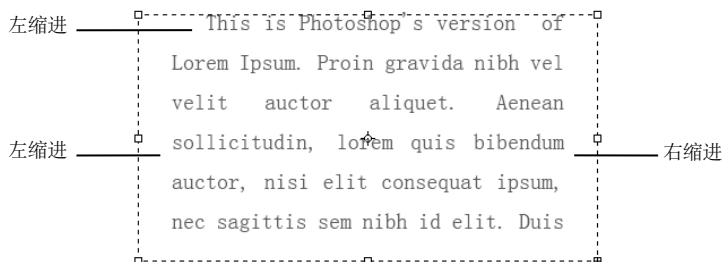 左缩进
This is Photoshop's version of
Lorem Ipsum. Proin gravida nibh vel
velit auctor aliquet. Aenean
左缩进
sollicitudin, lorem quis bibendum
右缩进
auctor, nisi elit consequat ipsum,
nec sagittis sem nibh id elit. Duis